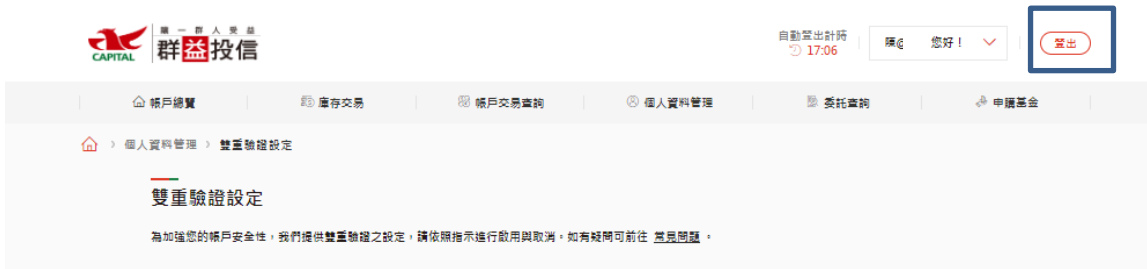 讓一群人受益
CAPITAL 群益投信
自動登出計時
17:06
陳@ 您好！
登出
帳戶總覽 庫存交易 帳戶交易查詢 個人資料管理 委託查詢 申購基金
個人資料管理 > 雙重驗證設定
雙重驗證設定
為加強您的帳戶安全性，我們提供雙重驗證之設定，請依照指示進行啟用與取消。如有疑問可前往 常見問題 。